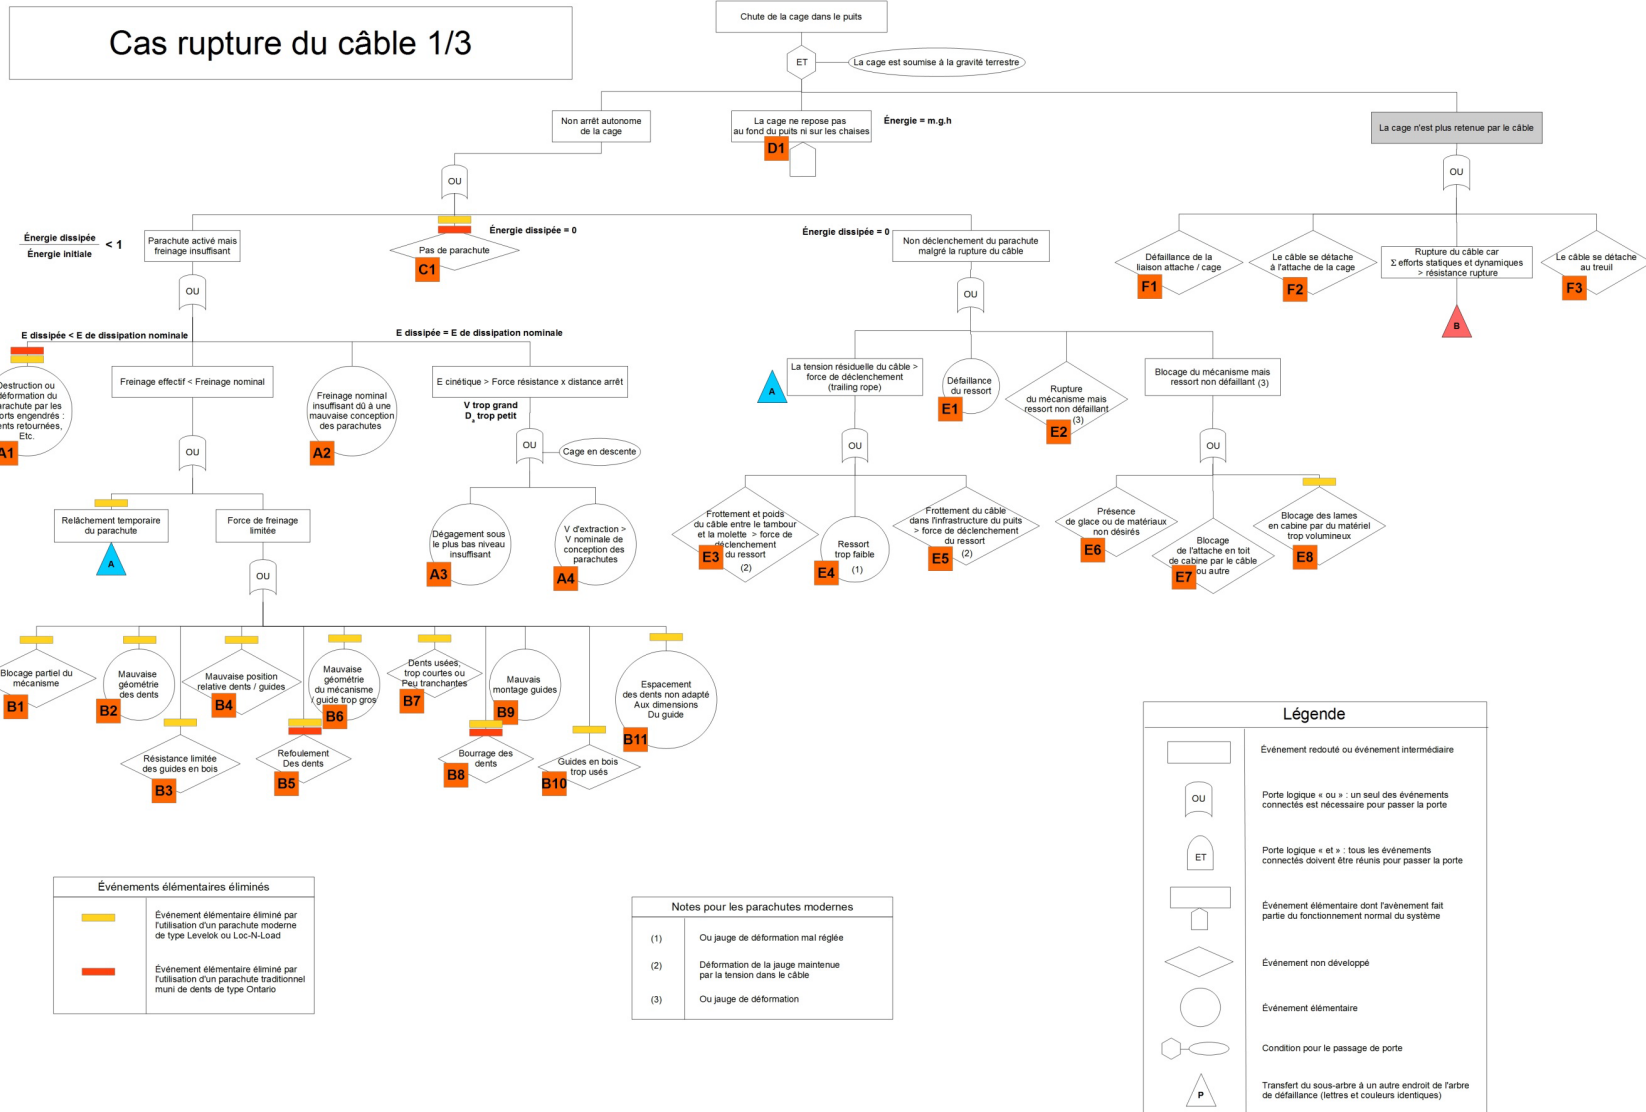 Cas rupture du câble 1/3
Chute de la cage dans le puits
ET
La cage est soumise à la gravité terrestre
Non arrêt autonome
de la cage
La cage ne repose pas
au fond du puits ni sur les chaises
D1
Énergie = m.g.h
La cage n'est plus retenue par le câble
OU
OU
Énergie dissipée
Énergie initiale
< 1
Parachute activé mais
freinage insuffisant
Énergie dissipée = 0
Pas de parachute
C1
Énergie dissipée = 0
Non déclenchement du parachute
malgré la rupture du câble
Défaillance de la
liaison attache / cage
F1
Le câble se détache
à l'attache de la cage
F2
Rupture du câble car
Σ efforts statiques et dynamiques
> résistance rupture
B
Le câble se détache
au treuil
F3
OU
OU
E dissipée < E de dissipation nominale
E dissipée = E de dissipation nominale
Destruction ou
déformation du
parachute par les
efforts engendrés :
dents retournées,
Etc.
A1
Freinage effectif < Freinage nominal
Freinage nominal
insuffisant dû à une
mauvaise conception
des parachutes
A2
E cinétique > Force résistance x distance arrêt
V trop grand
Da trop petit
OU
Cage en descente
A
La tension résiduelle du câble >
force de déclenchement
(trailing rope)
Défaillance
du ressort
E1
Rupture
du mécanisme mais
ressort non défaillant
(3)
E2
Blocage du mécanisme mais
ressort non défaillant (3)
OU
OU
OU
Relâchement temporaire
du parachute
A
Force de freinage
limitée
OU
Dégagement sous
le plus bas niveau
insuffisant
A3
V d'extraction >
V nominale de
conception des
parachutes
A4
Frottement et poids
du câble entre le tambour
et la molette > force de
déclenchement
du ressort
(2)
E3
Ressort
trop faible
(1)
E4
Frottement du câble
dans l'infrastructure du puits
> force de déclenchement
du ressort
(2)
E5
Présence
de glace ou de matériaux
non désirés
E6
Blocage
de l'attache en toit
de cabine par le câble
ou autre
E7
Blocage des lames
en cabine par du matériel
trop volumineux
E8
Blocage partiel du
mécanisme
B1
Mauvaise
géométrie
des dents
B2
Mauvaise position
relative dents / guides
B4
Mauvaise
géométrie
du mécanisme
/ guide trop gros
B6
Dents usées,
trop courtes ou
Peu tranchantes
B7
Mauvais
montage guides
B9
Espacement
des dents non adapté
Aux dimensions
Du guide
B11
Résistance limitée
des guides en bois
B3
Refoulement
Des dents
B5
Bourrage des
dents
B8
Guides en bois
trop usés
B10
Événements élémentaires éliminés
Événement élémentaire éliminé par
l'utilisation d'un parachute moderne
de type Levelok ou Loc-N-Load
Événement élémentaire éliminé par
l'utilisation d'un parachute traditionnel
muni de dents de type Ontario
Notes pour les parachutes modernes
(1) Ou jauge de déformation mal réglée
(2) Déformation de la jauge maintenue
par la tension dans le câble
(3) Ou jauge de déformation
Légende
Événement redouté ou événement intermédiaire
OU
Porte logique « ou » : un seul des événements
connectés est nécessaire pour passer la porte
ET
Porte logique « et » : tous les événements
connectés doivent être réunis pour passer la porte
Événement élémentaire dont l'avènement fait
partie du fonctionnement normal du système
Événement non développé
Événement élémentaire
Condition pour le passage de porte
P
Transfert du sous-arbre à un autre endroit de l'arbre
de défaillance (lettres et couleurs identiques)